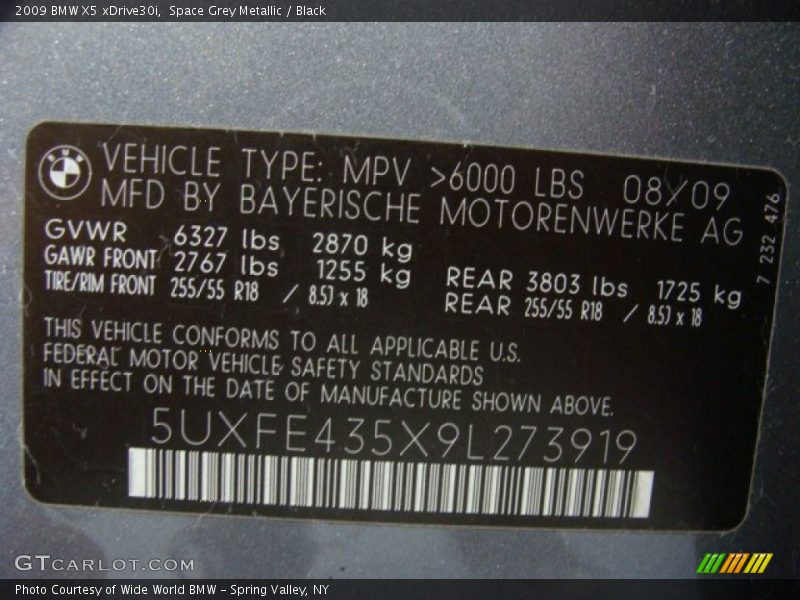 2009 BMW X5 xDrive30i, Space Grey Metallic / Black
BMW
VEHICLE TYPE: MPV >6000 LBS 08/09
MFD BY BAYERISCHE MOTORENWERKE AG
7 232 476
GVWR 6327 lbs 2870 kg
GAWR FRONT 2767 lbs 1255 kg REAR 3803 lbs 1725 kg
TIRE/RIM FRONT 255/55 R18 / 8.5J x 18 REAR 255/55 R18 / 8.5J x 18
THIS VEHICLE CONFORMS TO ALL APPLICABLE U.S.
FEDERAL MOTOR VEHICLE SAFETY STANDARDS
IN EFFECT ON THE DATE OF MANUFACTURE SHOWN ABOVE.
5UXFE435X9L273919
GTCARLOT.COM
Photo Courtesy of Wide World BMW - Spring Valley, NY